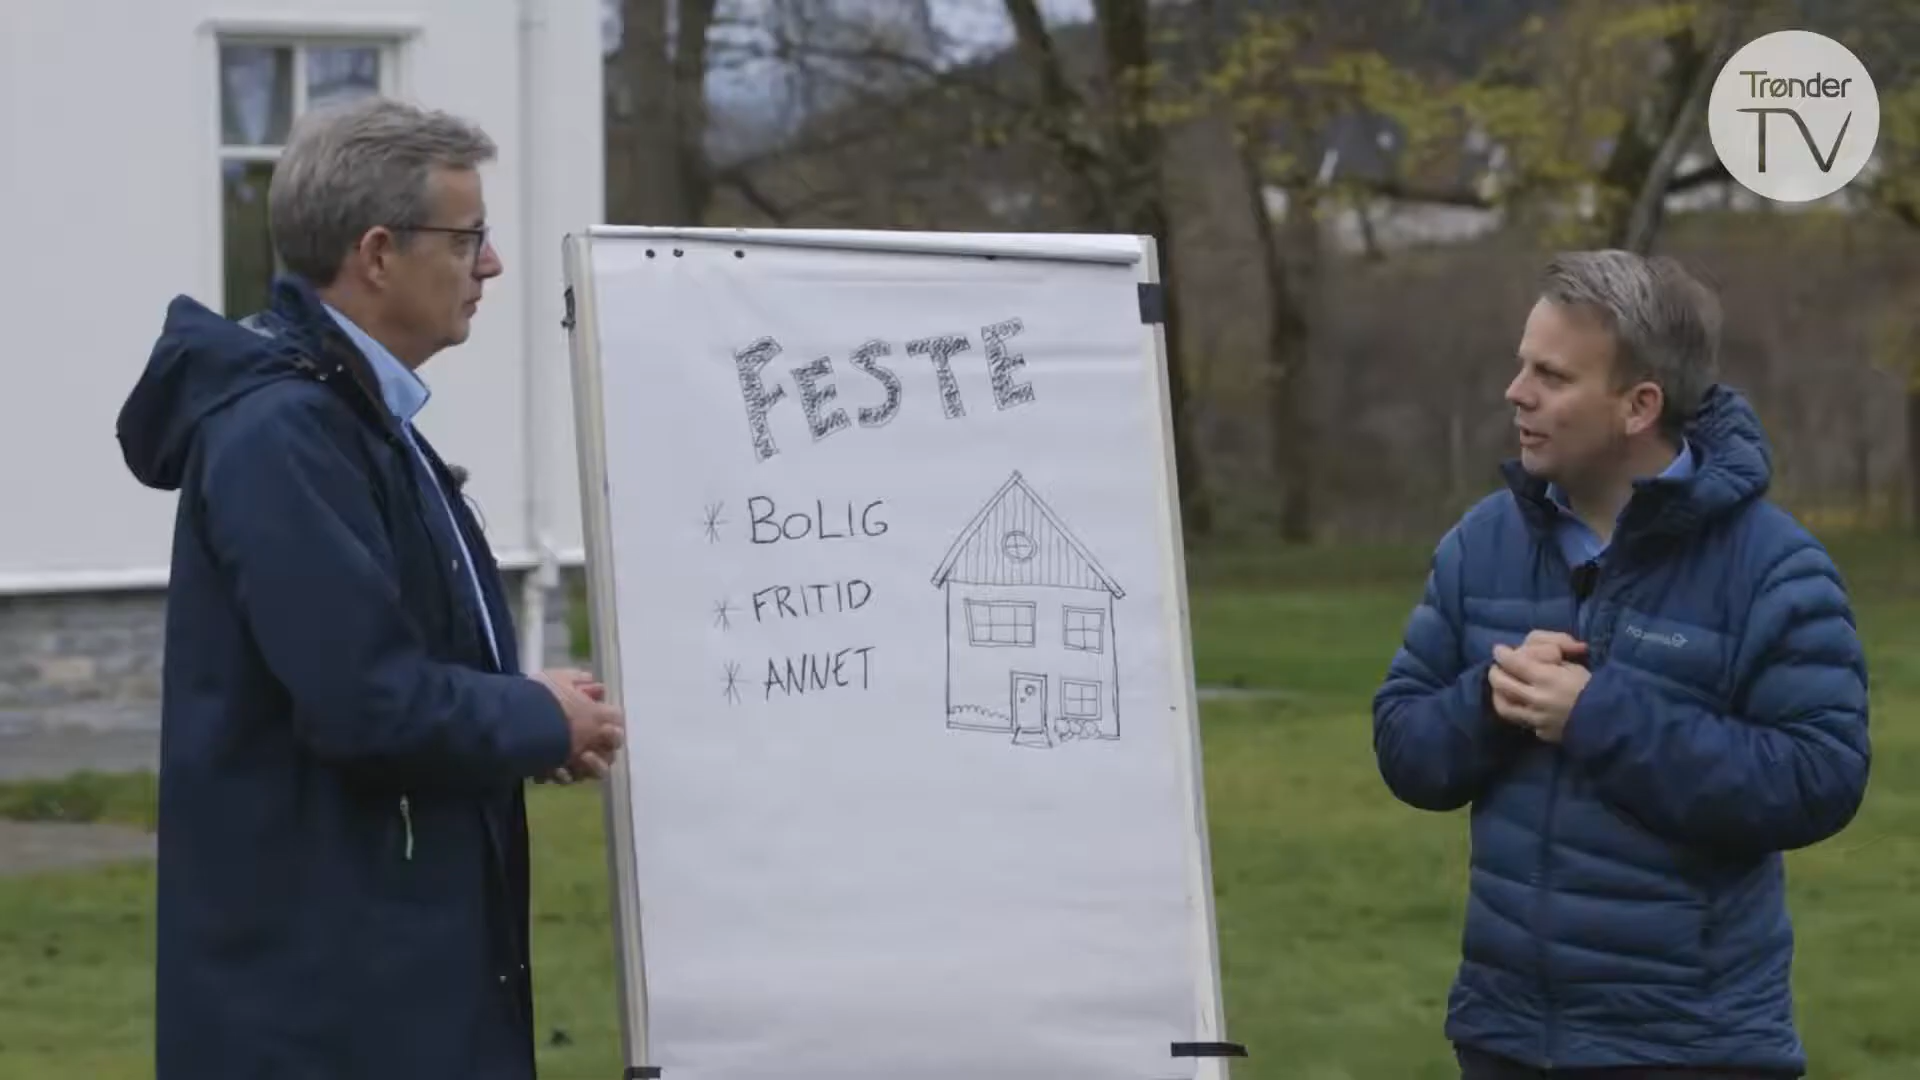 Trønder
TV
FESTE
* BOLIG
* FRITID
* ANNET